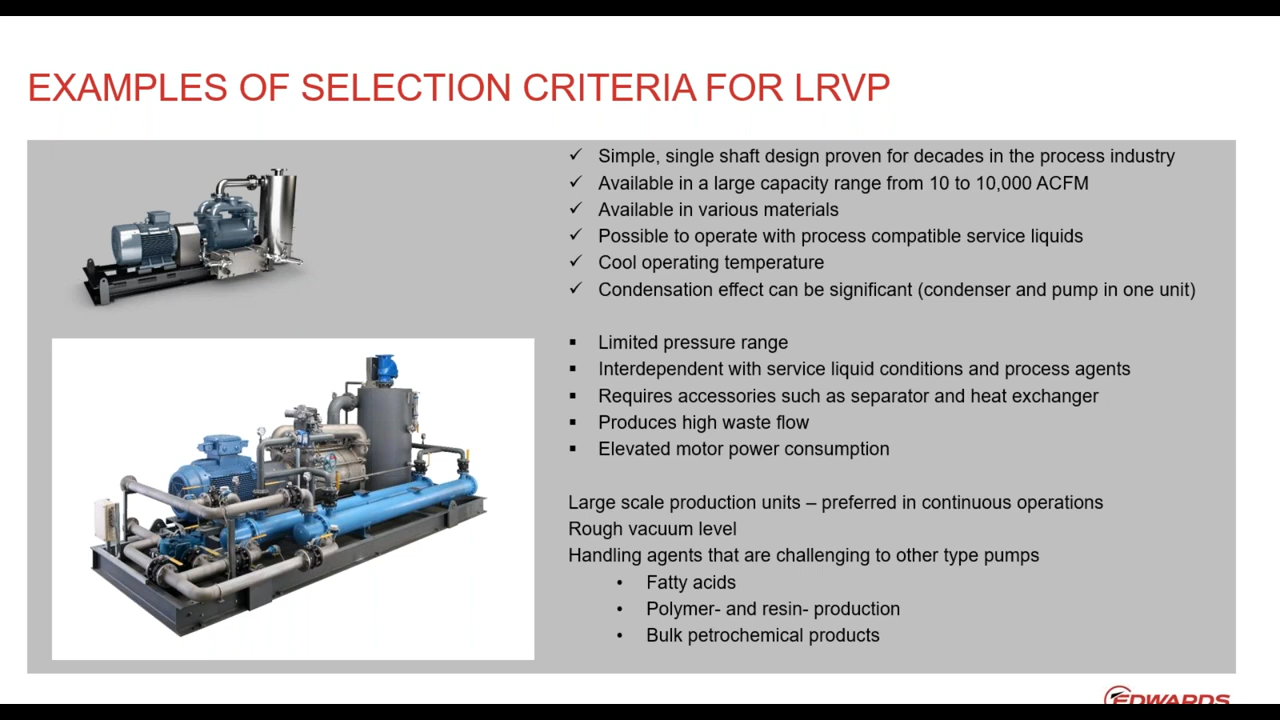 EXAMPLES OF SELECTION CRITERIA FOR LRVP
✓ Simple, single shaft design proven for decades in the process industry
✓ Available in a large capacity range from 10 to 10,000 ACFM
✓ Available in various materials
✓ Possible to operate with process compatible service liquids
✓ Cool operating temperature
✓ Condensation effect can be significant (condenser and pump in one unit)
▪ Limited pressure range
▪ Interdependent with service liquid conditions and process agents
▪ Requires accessories such as separator and heat exchanger
▪ Produces high waste flow
▪ Elevated motor power consumption
Large scale production units – preferred in continuous operations
Rough vacuum level
Handling agents that are challenging to other type pumps
• Fatty acids
• Polymer- and resin- production
• Bulk petrochemical products
EDWARDS